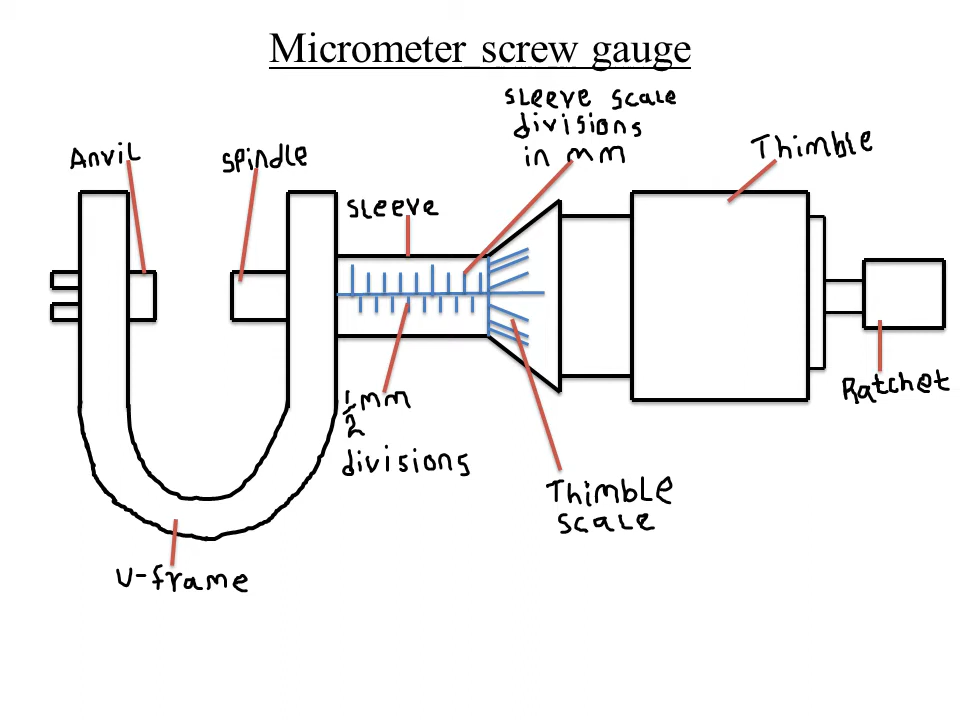 Micrometer screw gauge
sleeve scale
divisions
in mm
Thimble
Anvil
spindle
sleeve
Ratchet
1/2 mm
divisions
Thimble
scale
U-frame